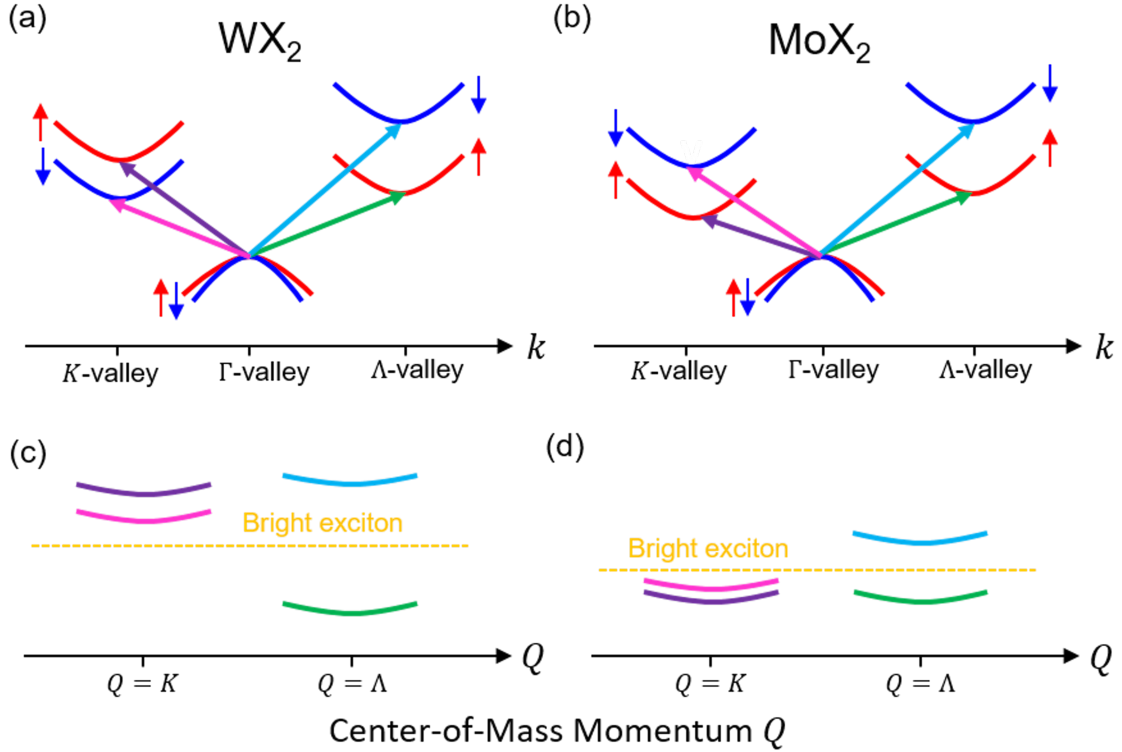 (a)
WX₂
K-valley
Γ-valley
Λ-valley
k
(b)
MoX₂
K-valley
Γ-valley
Λ-valley
k
(c)
Bright exciton
Q = K
Q = Λ
Q
(d)
Bright exciton
Q = K
Q = Λ
Q
Center-of-Mass Momentum Q